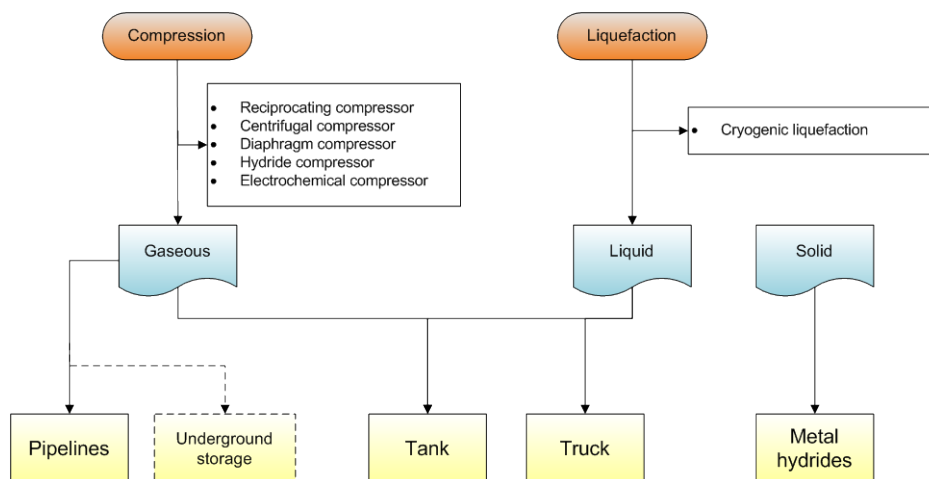 Compression
Liquefaction
• Reciprocating compressor
• Centrifugal compressor
• Diaphragm compressor
• Hydride compressor
• Electrochemical compressor
• Cryogenic liquefaction
Gaseous
Liquid
Solid
Pipelines
Underground
storage
Tank
Truck
Metal
hydrides